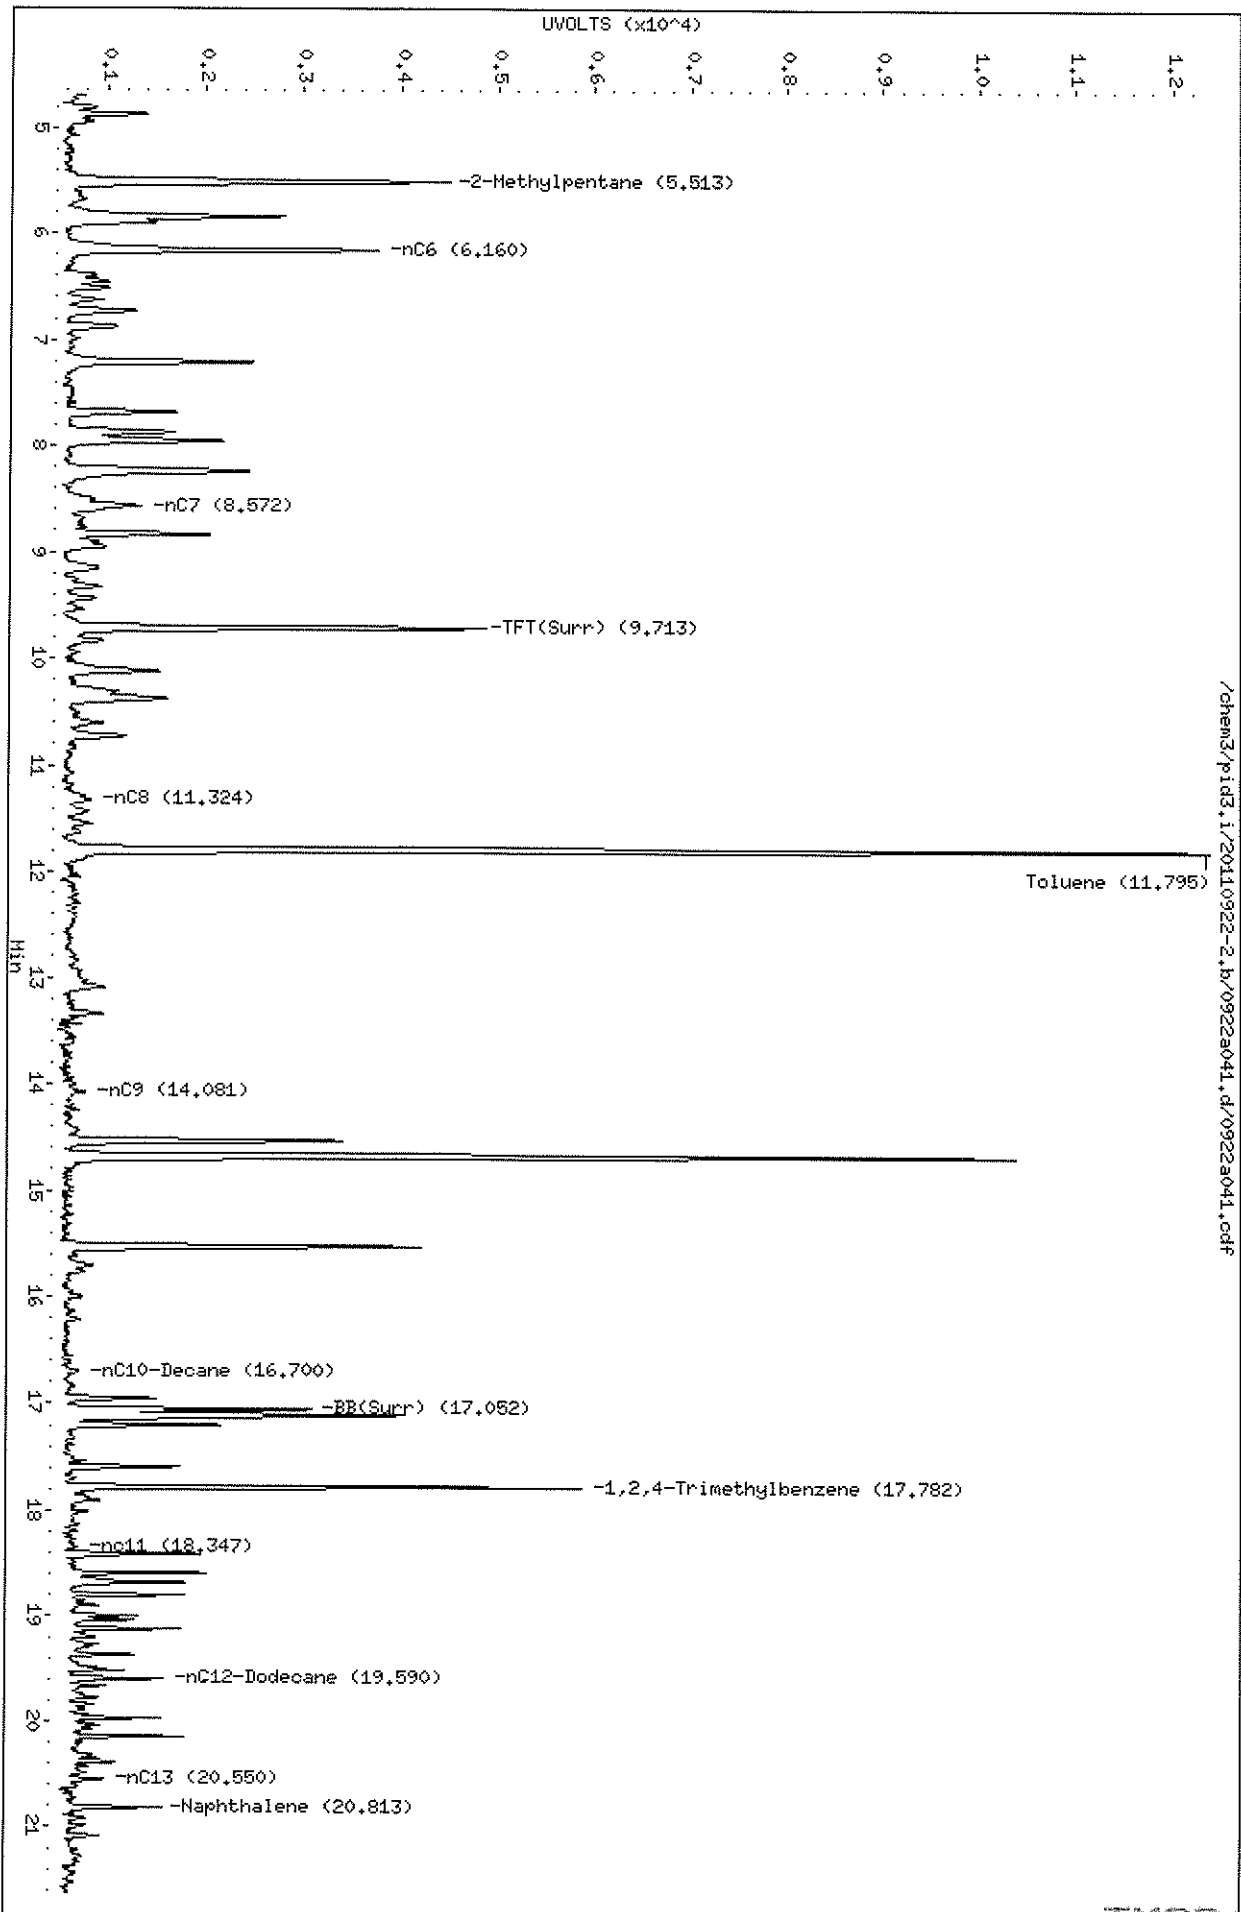 /chem3/pid3.i/20110922-2.b/0922a041.d/0922a041.cdf
UVOLTS (x10^4)
0.1
0.2
0.3
0.4
0.5
0.6
0.7
0.8
0.9
1.0
1.1
1.2
5
6
7
8
9
10
11
12
13
14
15
16
17
18
19
20
21
Min
-2-Methylpentane (5.513)
-nC6 (6.160)
-nC7 (8.572)
-TFT(Surr) (9.713)
-nC8 (11.324)
Toluene (11.795)
-nC9 (14.081)
-nC10-Decane (16.700)
-BB(Surr) (17.052)
-1,2,4-Trimethylbenzene (17.782)
-nc11 (18.347)
-nC12-Dodecane (19.590)
-nC13 (20.550)
-Naphthalene (20.813)